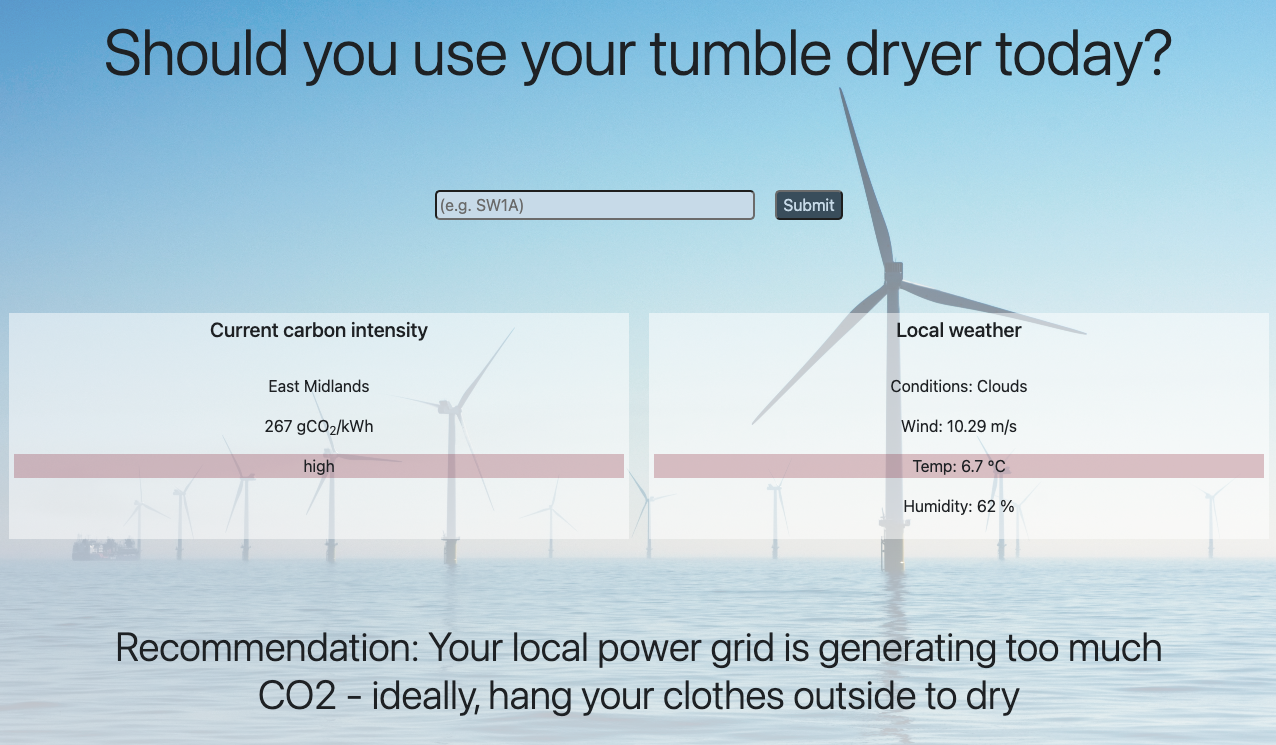 Should you use your tumble dryer today?
(e.g. SW1A)
Submit
Current carbon intensity
East Midlands
267 gCO₂/kWh
high
Local weather
Conditions: Clouds
Wind: 10.29 m/s
Temp: 6.7 °C
Humidity: 62 %
Recommendation: Your local power grid is generating too much
CO2 - ideally, hang your clothes outside to dry